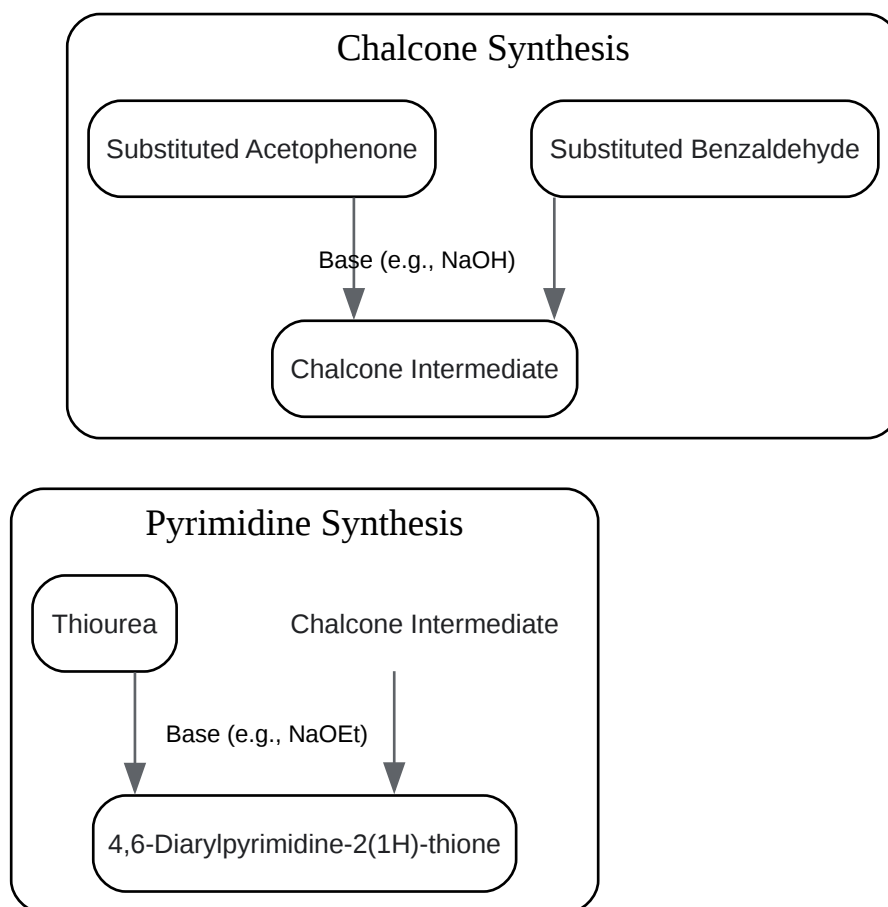 Chalcone Synthesis
Substituted Acetophenone
Substituted Benzaldehyde
Base (e.g., NaOH)
Chalcone Intermediate
Pyrimidine Synthesis
Thiourea
Chalcone Intermediate
Base (e.g., NaOEt)
4,6-Diarylpyrimidine-2(1H)-thione